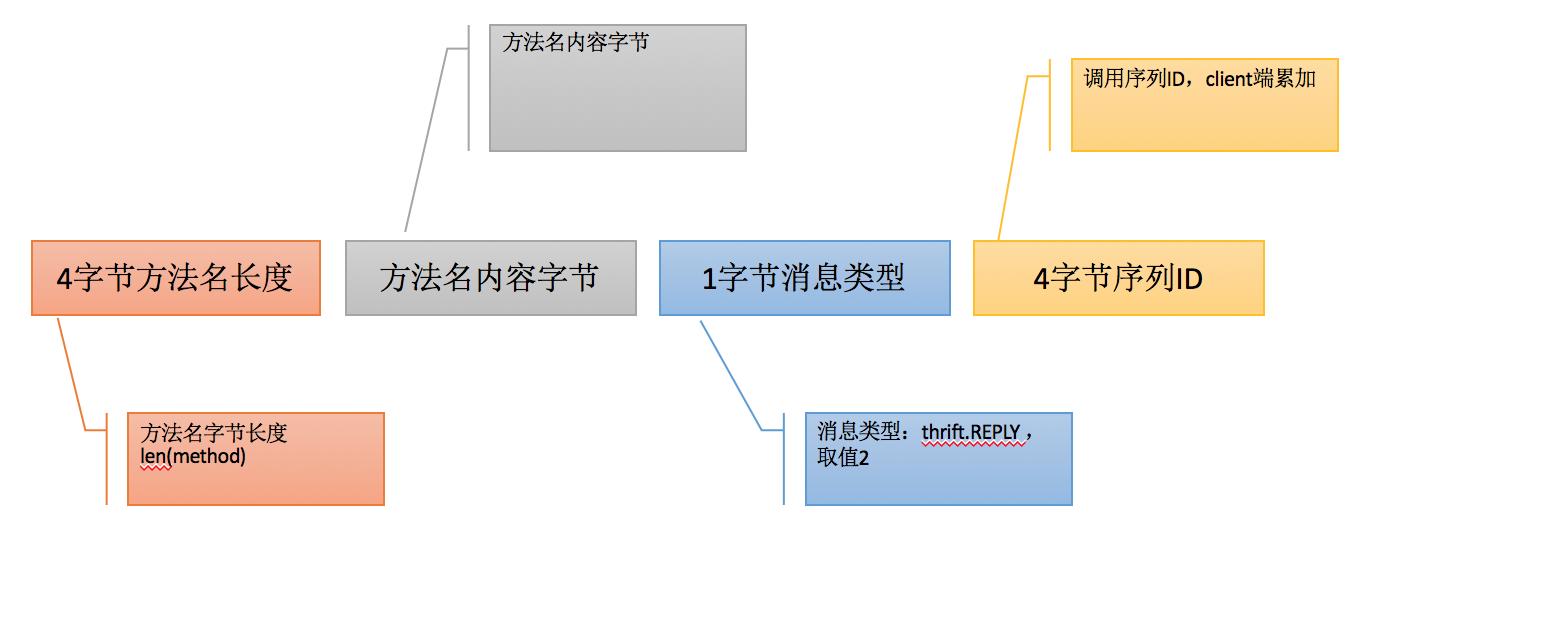 方法名内容字节
调用序列ID，client端累加
4字节方法名长度
方法名内容字节
1字节消息类型
4字节序列ID
方法名字节长度
len(method)
消息类型：thrift.REPLY ，
取值2